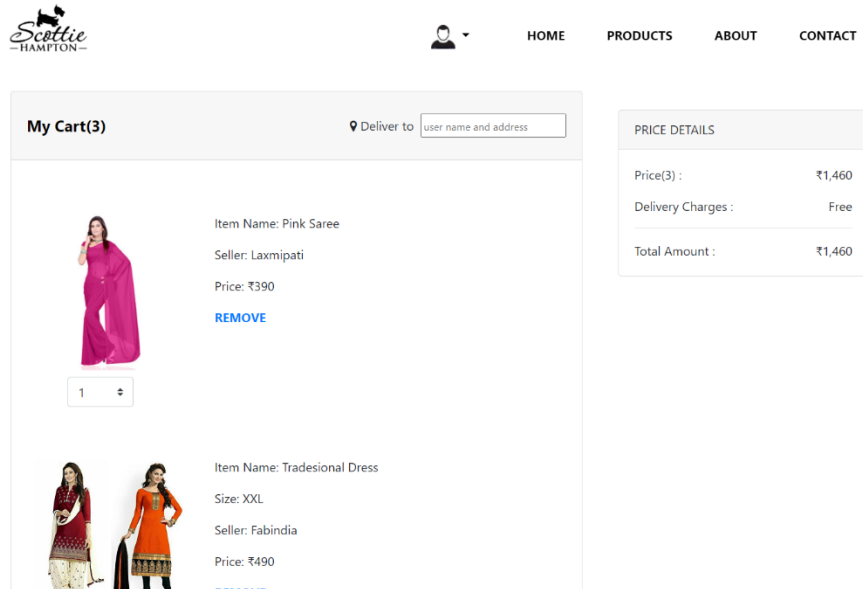 Scottie
HAMPTON
HOME
PRODUCTS
ABOUT
CONTACT
My Cart(3)
Deliver to
user name and address
Item Name: Pink Saree
Seller: Laxmipati
Price: ₹390
REMOVE
1
Item Name: Tradesional Dress
Size: XXL
Seller: Fabindia
Price: ₹490
PRICE DETAILS
Price(3) : ₹1,460
Delivery Charges : Free
Total Amount : ₹1,460